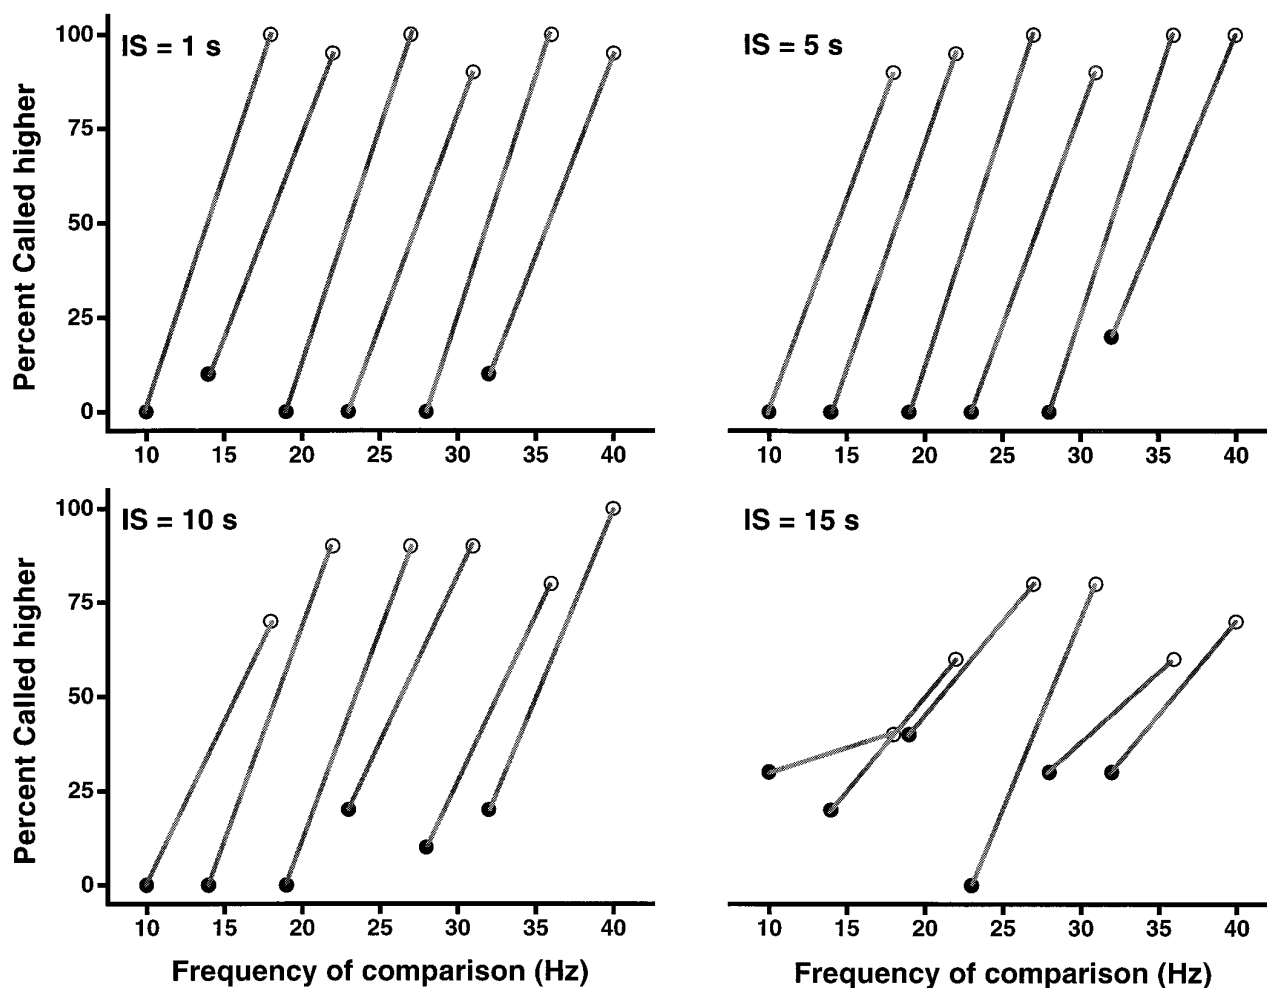 IS = 1 s
Percent Called higher
100
75
50
25
0
10 15 20 25 30 35 40
IS = 5 s
10 15 20 25 30 35 40
IS = 10 s
Percent Called higher
100
75
50
25
0
10 15 20 25 30 35 40
Frequency of comparison (Hz)
IS = 15 s
10 15 20 25 30 35 40
Frequency of comparison (Hz)